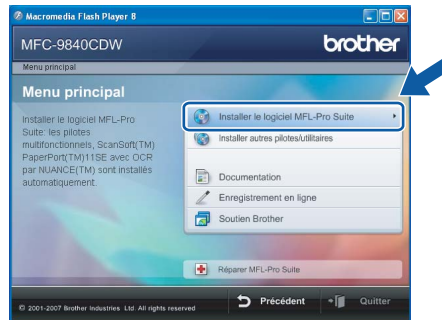 Macromedia Flash Player 8
MFC-9840CDW
brother
Menu principal
Menu principal
Installer le logiciel MFL-Pro
Suite: les pilotes
multifonctionnels, ScanSoft(TM)
PaperPort(TM)11SE avec OCR
par NUANCE(TM) sont installés
automatiquement.
Installer le logiciel MFL-Pro Suite
Installer autres pilotes/utilitaires
Documentation
Enregistrement en ligne
Soutien Brother
Réparer MFL-Pro Suite
© 2001-2007 Brother Industries Ltd. All rights reserved
Précédent
Quitter